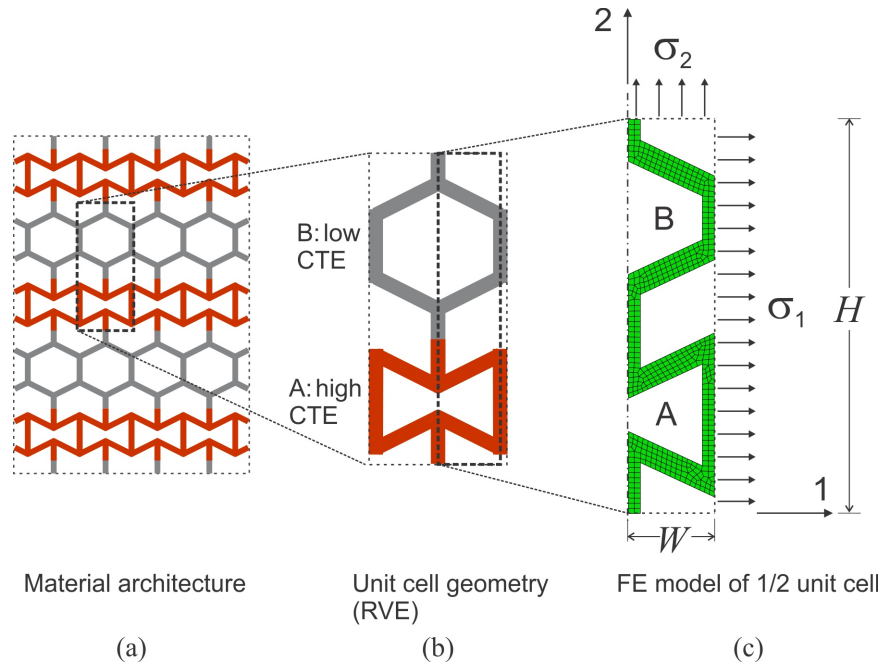 2
σ2
B: low
CTE
A: high
CTE
B
A
σ1
H
1
W
Material architecture
Unit cell geometry
(RVE)
FE model of 1/2 unit cell
(a)
(b)
(c)